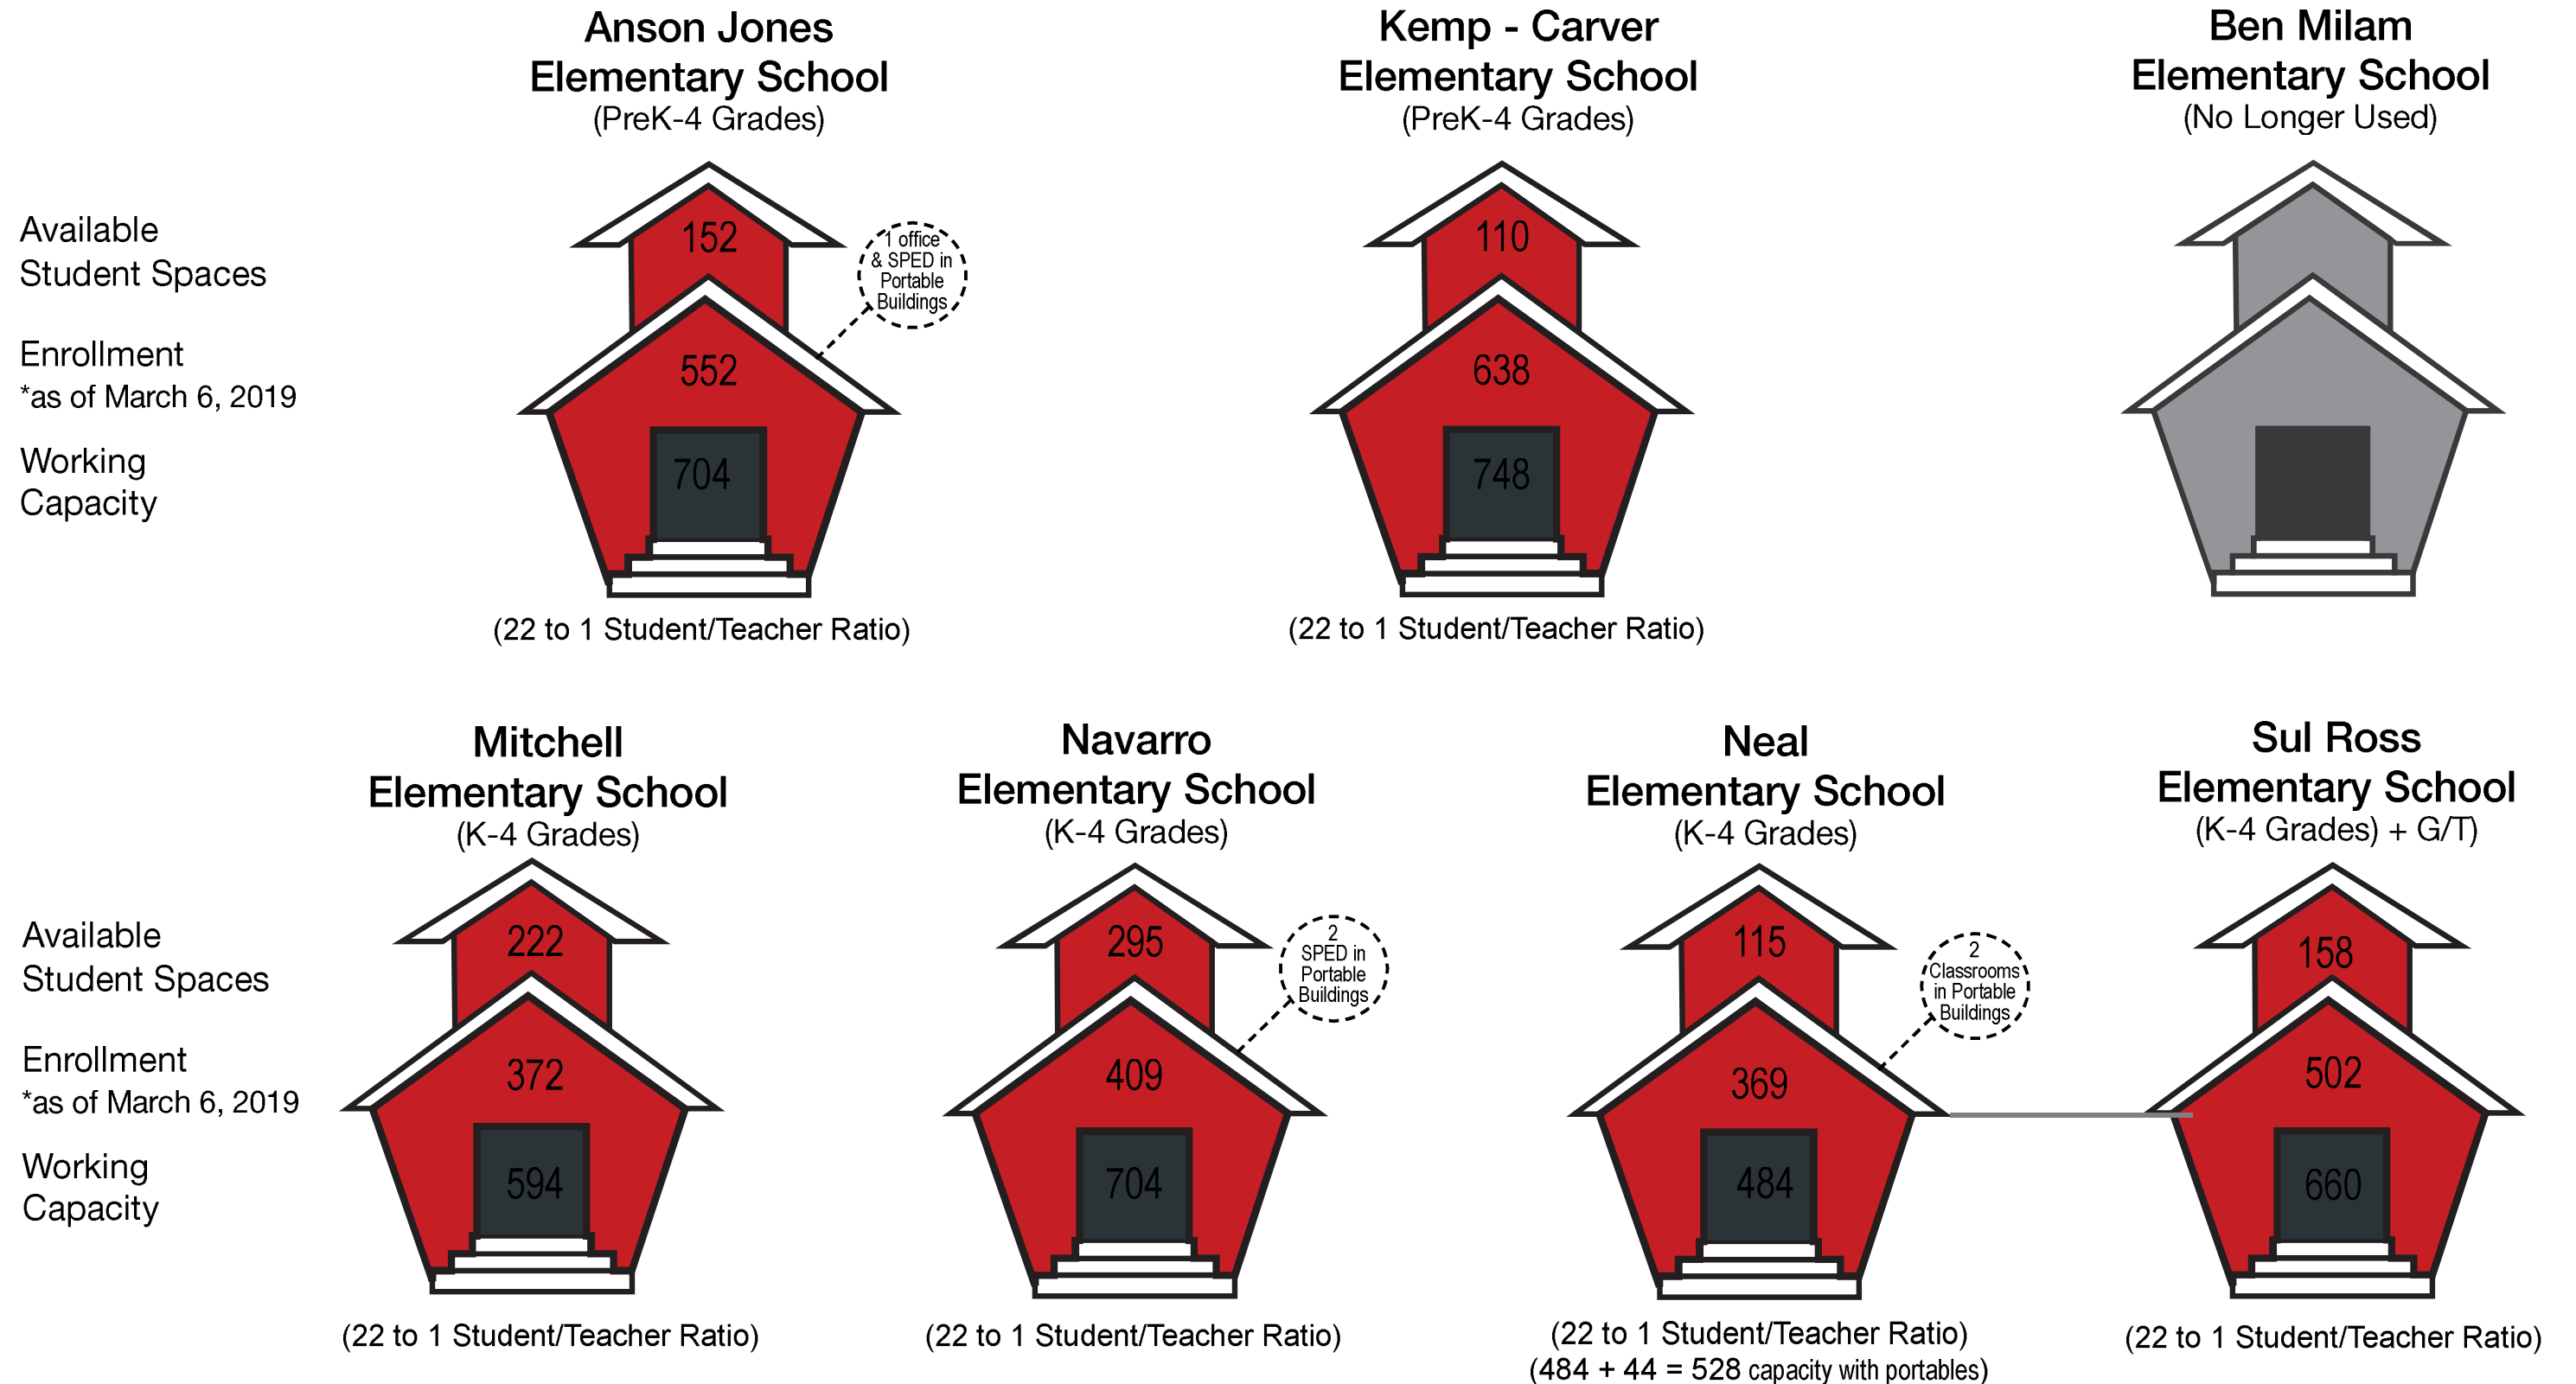 Anson Jones
Elementary School
(PreK-4 Grades)
Kemp - Carver
Elementary School
(PreK-4 Grades)
Ben Milam
Elementary School
(No Longer Used)
Available
Student Spaces
152
1 office
& SPED in
Portable
Buildings
110
Enrollment
*as of March 6, 2019
552
638
Working
Capacity
704
748
(22 to 1 Student/Teacher Ratio)
(22 to 1 Student/Teacher Ratio)
Mitchell
Elementary School
(K-4 Grades)
Navarro
Elementary School
(K-4 Grades)
Neal
Elementary School
(K-4 Grades)
Sul Ross
Elementary School
(K-4 Grades) + G/T)
Available
Student Spaces
222
295
2
SPED in
Portable
Buildings
115
2
Classrooms
in Portable
Buildings
158
Enrollment
*as of March 6, 2019
372
409
369
502
Working
Capacity
594
704
484
660
(22 to 1 Student/Teacher Ratio)
(22 to 1 Student/Teacher Ratio)
(22 to 1 Student/Teacher Ratio)
(484 + 44 = 528 capacity with portables)
(22 to 1 Student/Teacher Ratio)